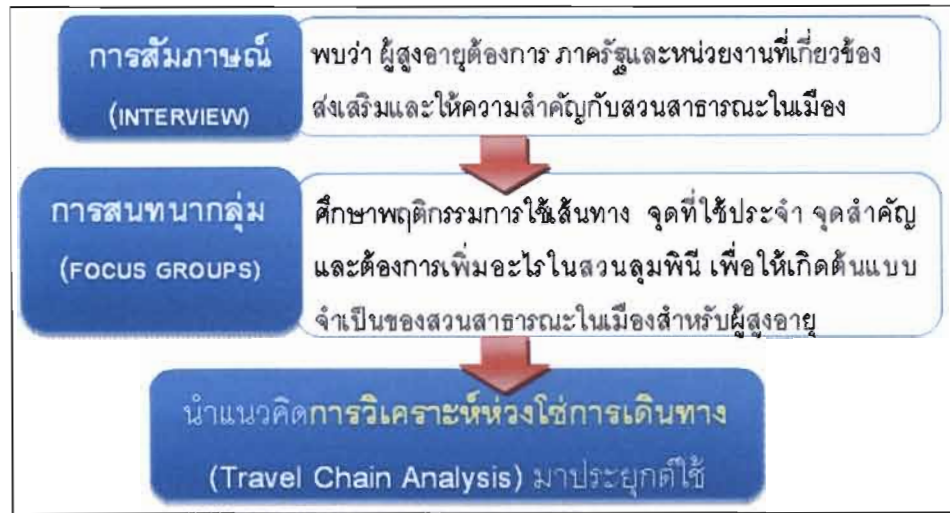 การสัมภาษณ์
(INTERVIEW)
พบว่า ผู้สูงอายุต้องการ ภาครัฐและหน่วยงานที่เกี่ยวข้อง
ส่งเสริมและให้ความสำคัญกับสวนสาธารณะในเมือง
การสนทนากลุ่ม
(FOCUS GROUPS)
ศึกษาพฤติกรรมการใช้เส้นทาง จุดที่ใช้ประจำ จุดสำคัญ
และต้องการเพิ่มอะไรในสวนลุมพินี เพื่อให้เกิดต้นแบบ
จำเป็นของสวนสาธารณะในเมืองสำหรับผู้สูงอายุ
นำแนวคิดการวิเคราะห์ห่วงโซ่การเดินทาง
(Travel Chain Analysis) มาประยุกต์ใช้